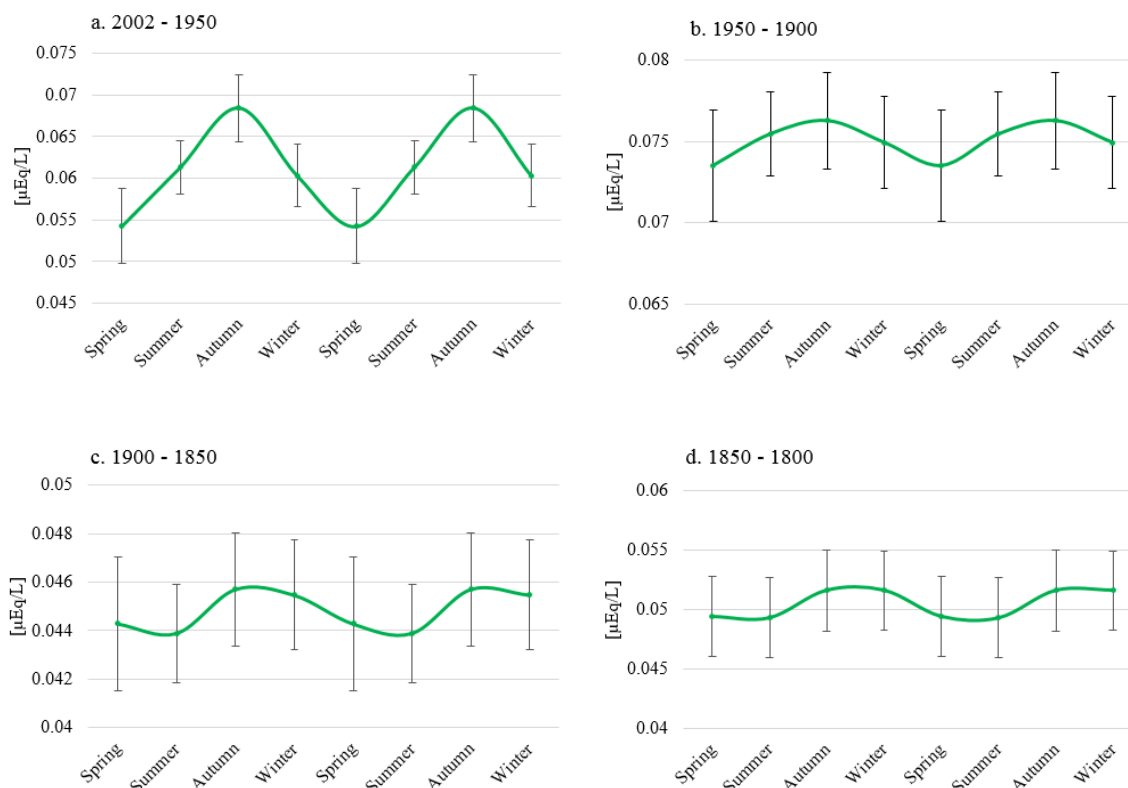 a. 2002 - 1950
0.075
0.07
0.065
0.06
0.055
0.05
0.045
[µEq/L]
Spring
Summer
Autumn
Winter
Spring
Summer
Autumn
Winter
b. 1950 - 1900
0.08
0.075
0.07
0.065
[µEq/L]
Spring
Summer
Autumn
Winter
Spring
Summer
Autumn
Winter
c. 1900 - 1850
0.05
0.048
0.046
0.044
0.042
0.04
[µEq/L]
Spring
Summer
Autumn
Winter
Spring
Summer
Autumn
Winter
d. 1850 - 1800
0.06
0.055
0.05
0.045
0.04
[µEq/L]
Spring
Summer
Autumn
Winter
Spring
Summer
Autumn
Winter